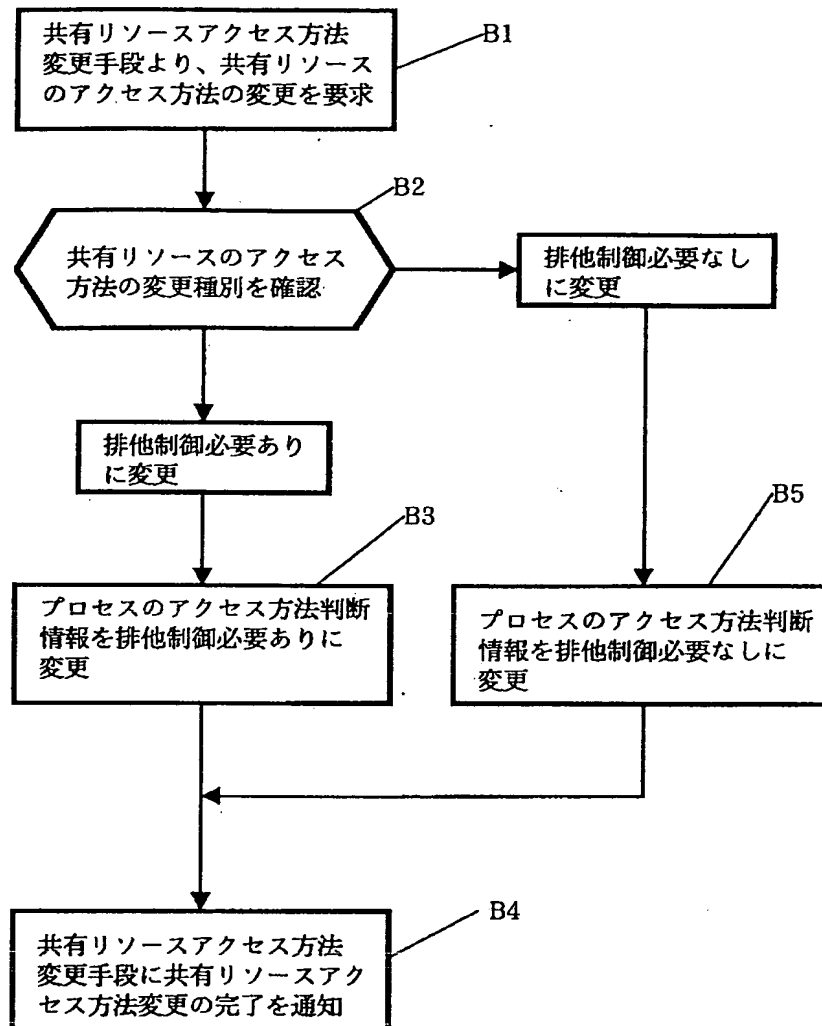 共有リソースアクセス方法
変更手段より、共有リソース
のアクセス方法の変更を要求
B1
B2
共有リソースのアクセス
方法の変更種別を確認
排他制御必要なし
に変更
排他制御必要あり
に変更
B3
B5
プロセスのアクセス方法判断
情報を排他制御必要ありに
変更
プロセスのアクセス方法判断
情報を排他制御必要なしに
変更
B4
共有リソースアクセス方法
変更手段に共有リソースアク
セス方法変更の完了を通知